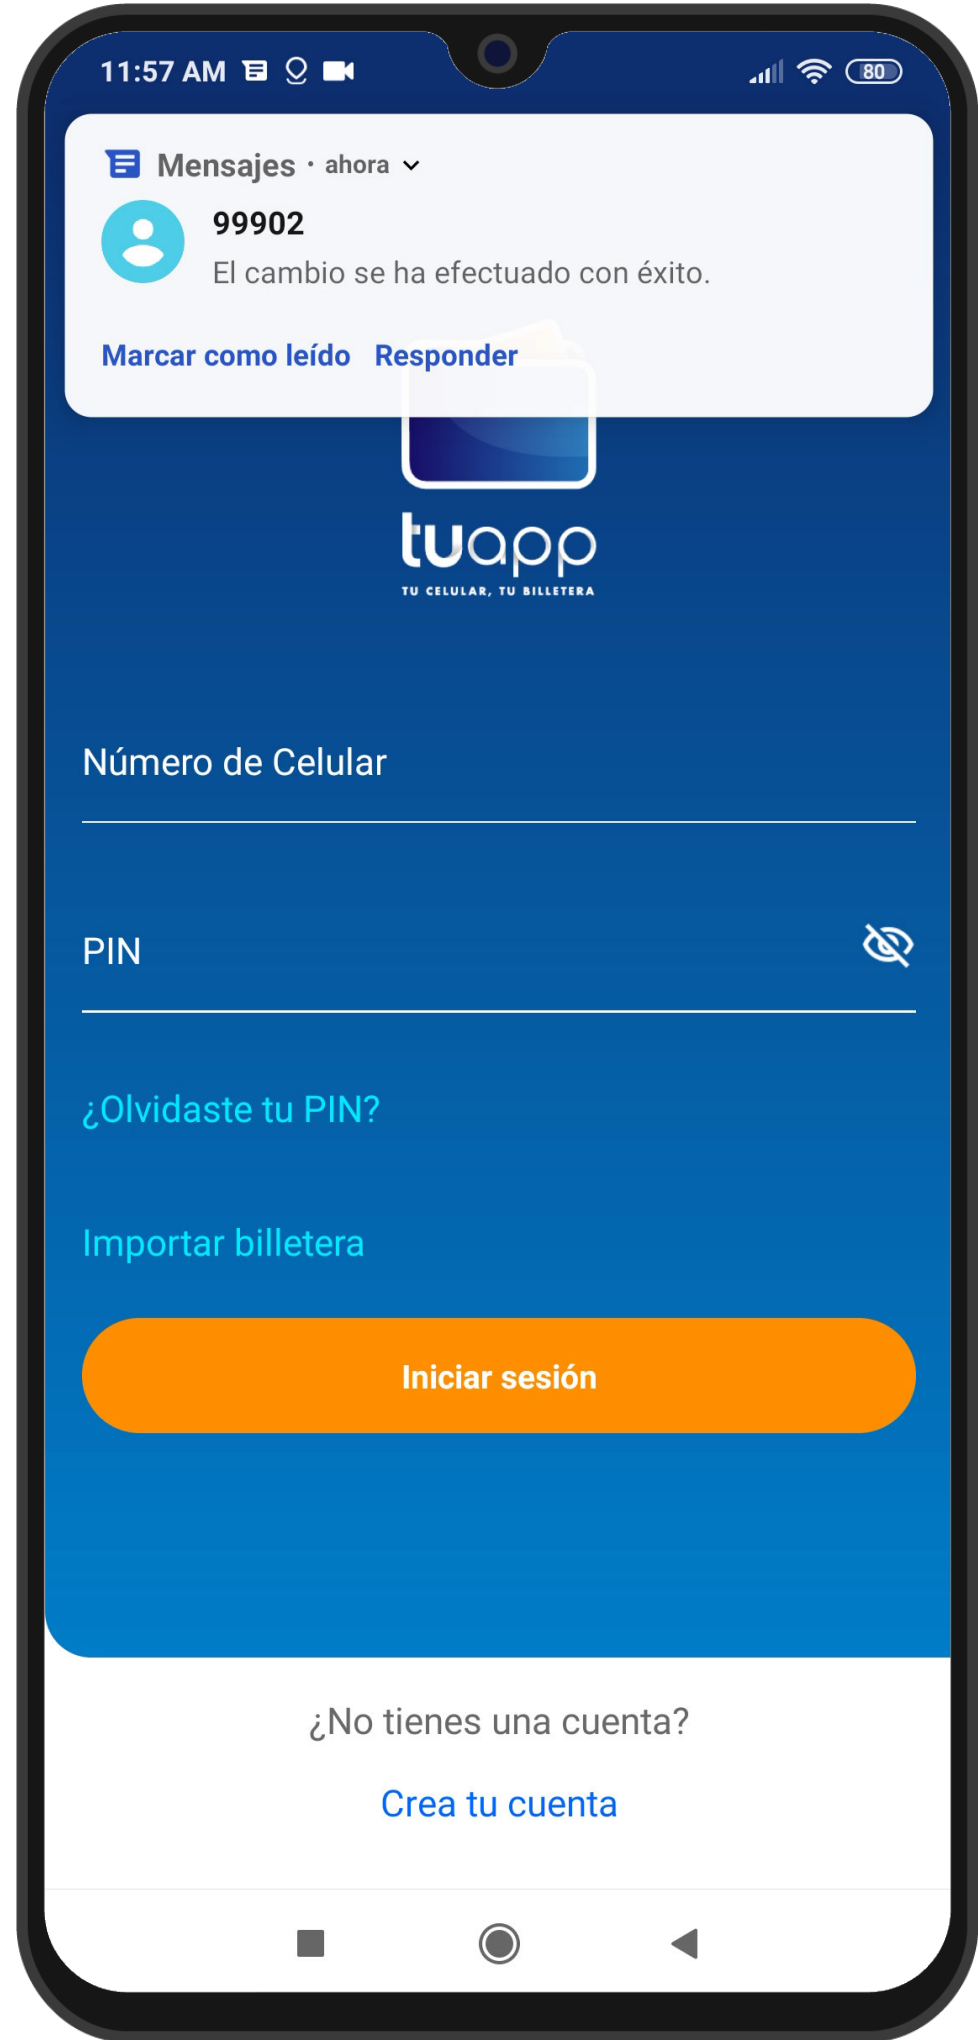 11:57 AM
80
Mensajes · ahora
99902
El cambio se ha efectuado con éxito.
Marcar como leído Responder
tuapp
TU CELULAR, TU BILLETERA
Número de Celular
PIN
¿Olvidaste tu PIN?
Importar billetera
Iniciar sesión
¿No tienes una cuenta?
Crea tu cuenta